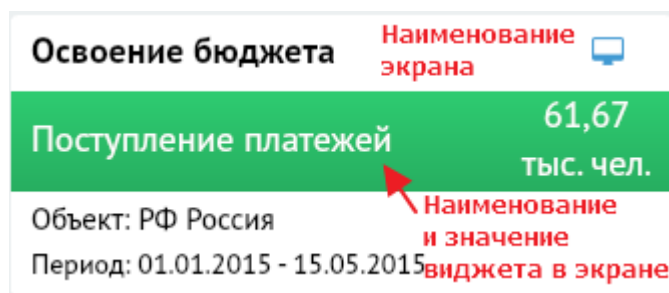 Освоение бюджета
Наименование
экрана
Поступление платежей
61,67
тыс. чел.
Объект: РФ Россия
Период: 01.01.2015 - 15.05.2015
Наименование
и значение
виджета в экране